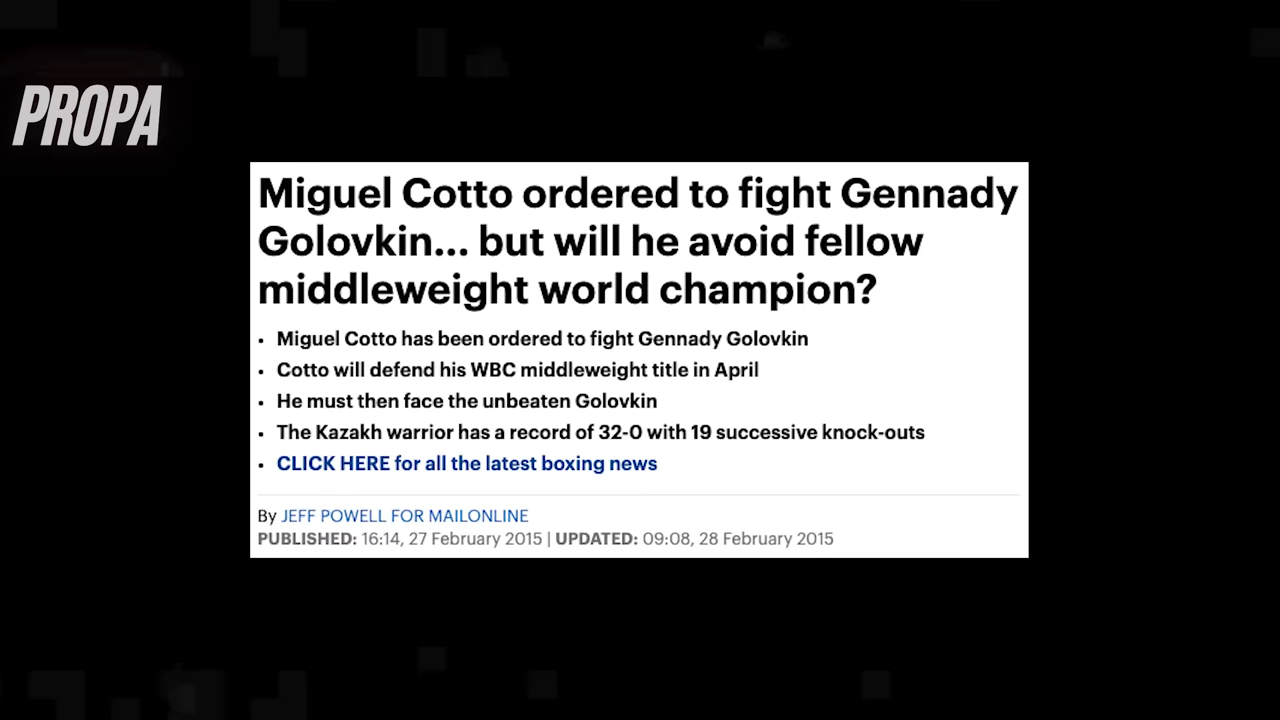 PROPA
Miguel Cotto ordered to fight Gennady
Golovkin... but will he avoid fellow
middleweight world champion?
• Miguel Cotto has been ordered to fight Gennady Golovkin
• Cotto will defend his WBC middleweight title in April
• He must then face the unbeaten Golovkin
• The Kazakh warrior has a record of 32-0 with 19 successive knock-outs
• CLICK HERE for all the latest boxing news
By JEFF POWELL FOR MAILONLINE
PUBLISHED: 16:14, 27 February 2015 | UPDATED: 09:08, 28 February 2015